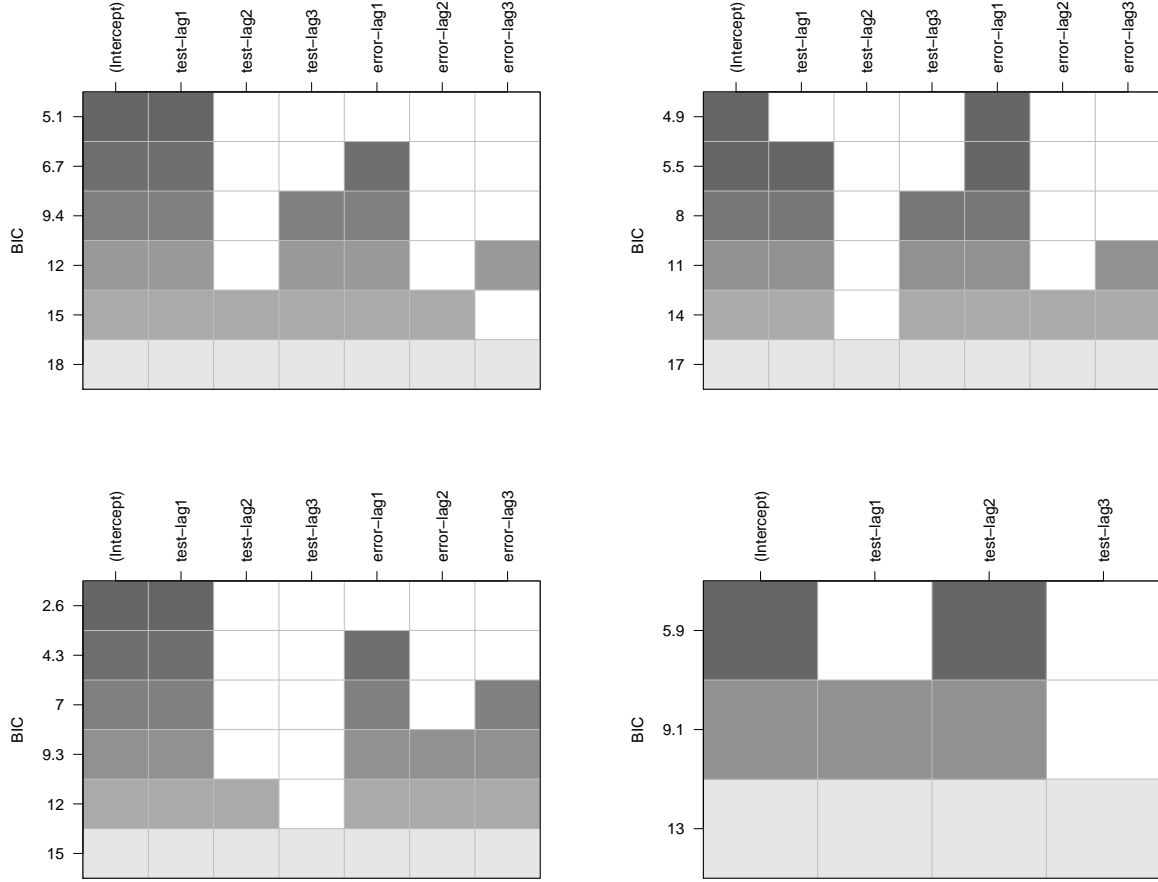 (Intercept)
test-lag1
test-lag2
test-lag3
error-lag1
error-lag2
error-lag3
BIC
5.1
6.7
9.4
12
15
18
(Intercept)
test-lag1
test-lag2
test-lag3
error-lag1
error-lag2
error-lag3
BIC
4.9
5.5
8
11
14
17
(Intercept)
test-lag1
test-lag2
test-lag3
error-lag1
error-lag2
error-lag3
BIC
2.6
4.3
7
9.3
12
15
(Intercept)
test-lag1
test-lag2
test-lag3
BIC
5.9
9.1
13